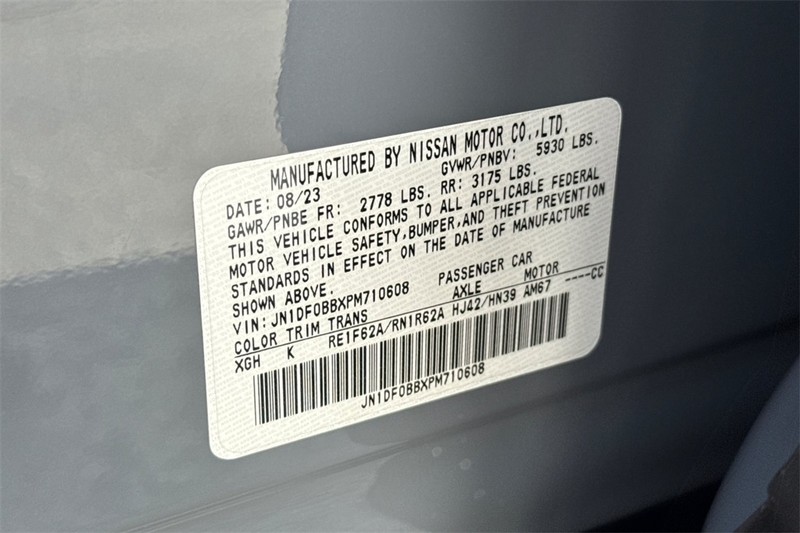 MANUFACTURED BY NISSAN MOTOR CO.,LTD.
DATE: 08/23 GVWR/PNBV: 5930 LBS.
GAWR/PNBE FR: 2778 LBS. RR: 3175 LBS.
THIS VEHICLE CONFORMS TO ALL APPLICABLE FEDERAL
MOTOR VEHICLE SAFETY,BUMPER,AND THEFT PREVENTION
STANDARDS IN EFFECT ON THE DATE OF MANUFACTURE
SHOWN ABOVE.
VIN: JN1DF0BBXPM710608 PASSENGER CAR
COLOR TRIM TRANS AXLE MOTOR
XGH K RE1F62A/RN1R62A HJ42/HN39 AM67 ----CC
JN1DF0BBXPM710608